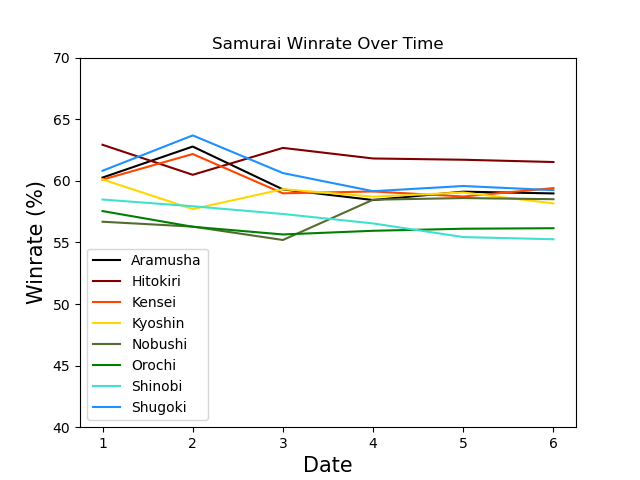 Samurai Winrate Over Time
70
65
60
55
50
45
40
Winrate (%)
Aramusha
Hitokiri
Kensei
Kyoshin
Nobushi
Orochi
Shinobi
Shugoki
1 2 3 4 5 6
Date